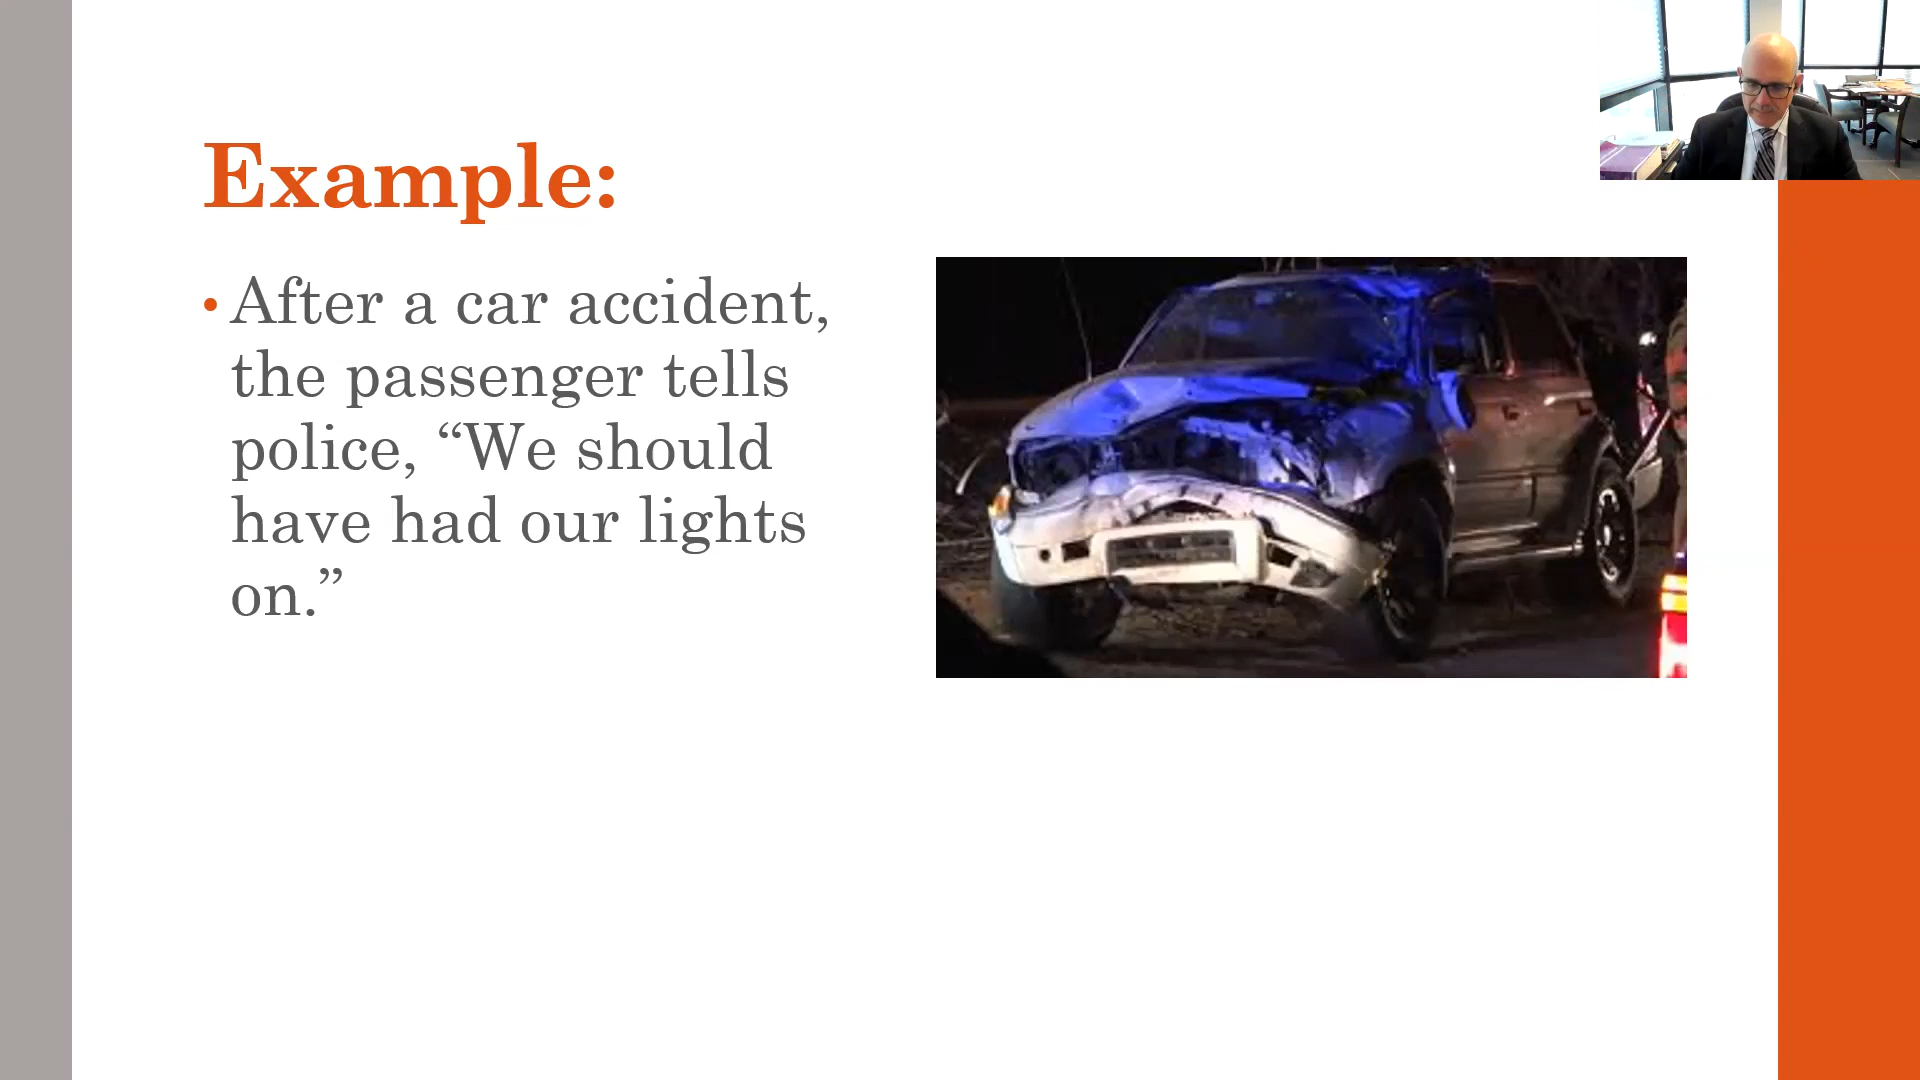 Example:
• After a car accident,
the passenger tells
police, “We should
have had our lights
on.”